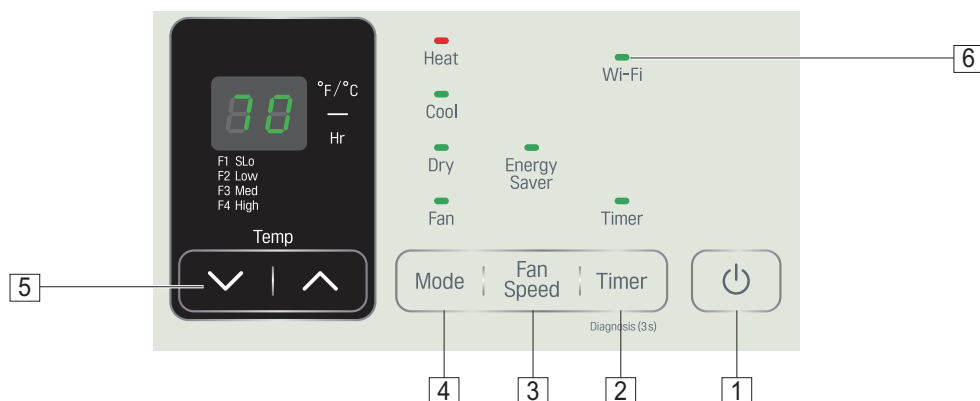 70
°F/°C
Hr
F1 SLo
F2 Low
F3 Med
F4 High
Temp
Heat
Cool
Dry
Fan
Energy
Saver
Wi-Fi
Timer
Mode
Fan
Speed
Timer
Diagnosis (3 s)
5
4
3
2
1
6